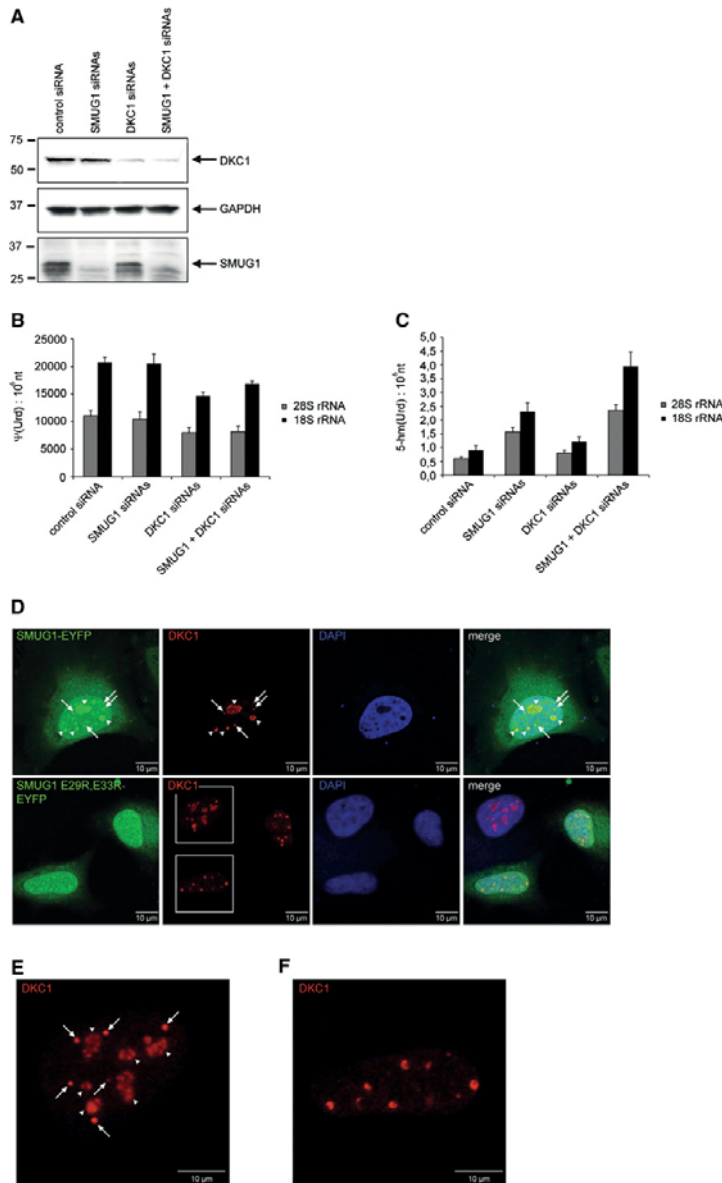 A
control siRNA
SMUG1 siRNAs
DKC1 siRNAs
SMUG1 + DKC1 siRNAs
75
50
DKC1
37
GAPDH
37
25
SMUG1
B
Ψ(Urd) : 10⁶nt
25000
20000
15000
10000
5000
0
28S rRNA
18S rRNA
control siRNA
SMUG1 siRNAs
DKC1 siRNAs
SMUG1 + DKC1 siRNAs
C
5-hm(Urd) : 10⁶nt
5,0
4,5
4,0
3,5
3,0
2,5
2,0
1,5
1,0
0,5
0,0
28S rRNA
18S rRNA
control siRNA
SMUG1 siRNAs
DKC1 siRNAs
SMUG1 + DKC1 siRNAs
D
SMUG1-EYFP
DKC1
DAPI
merge
10 µm
10 µm
10 µm
10 µm
SMUG1 E29R,E33R-
EYFP
DKC1
DAPI
merge
10 µm
10 µm
10 µm
10 µm
E
DKC1
10 µm
F
DKC1
10 µm